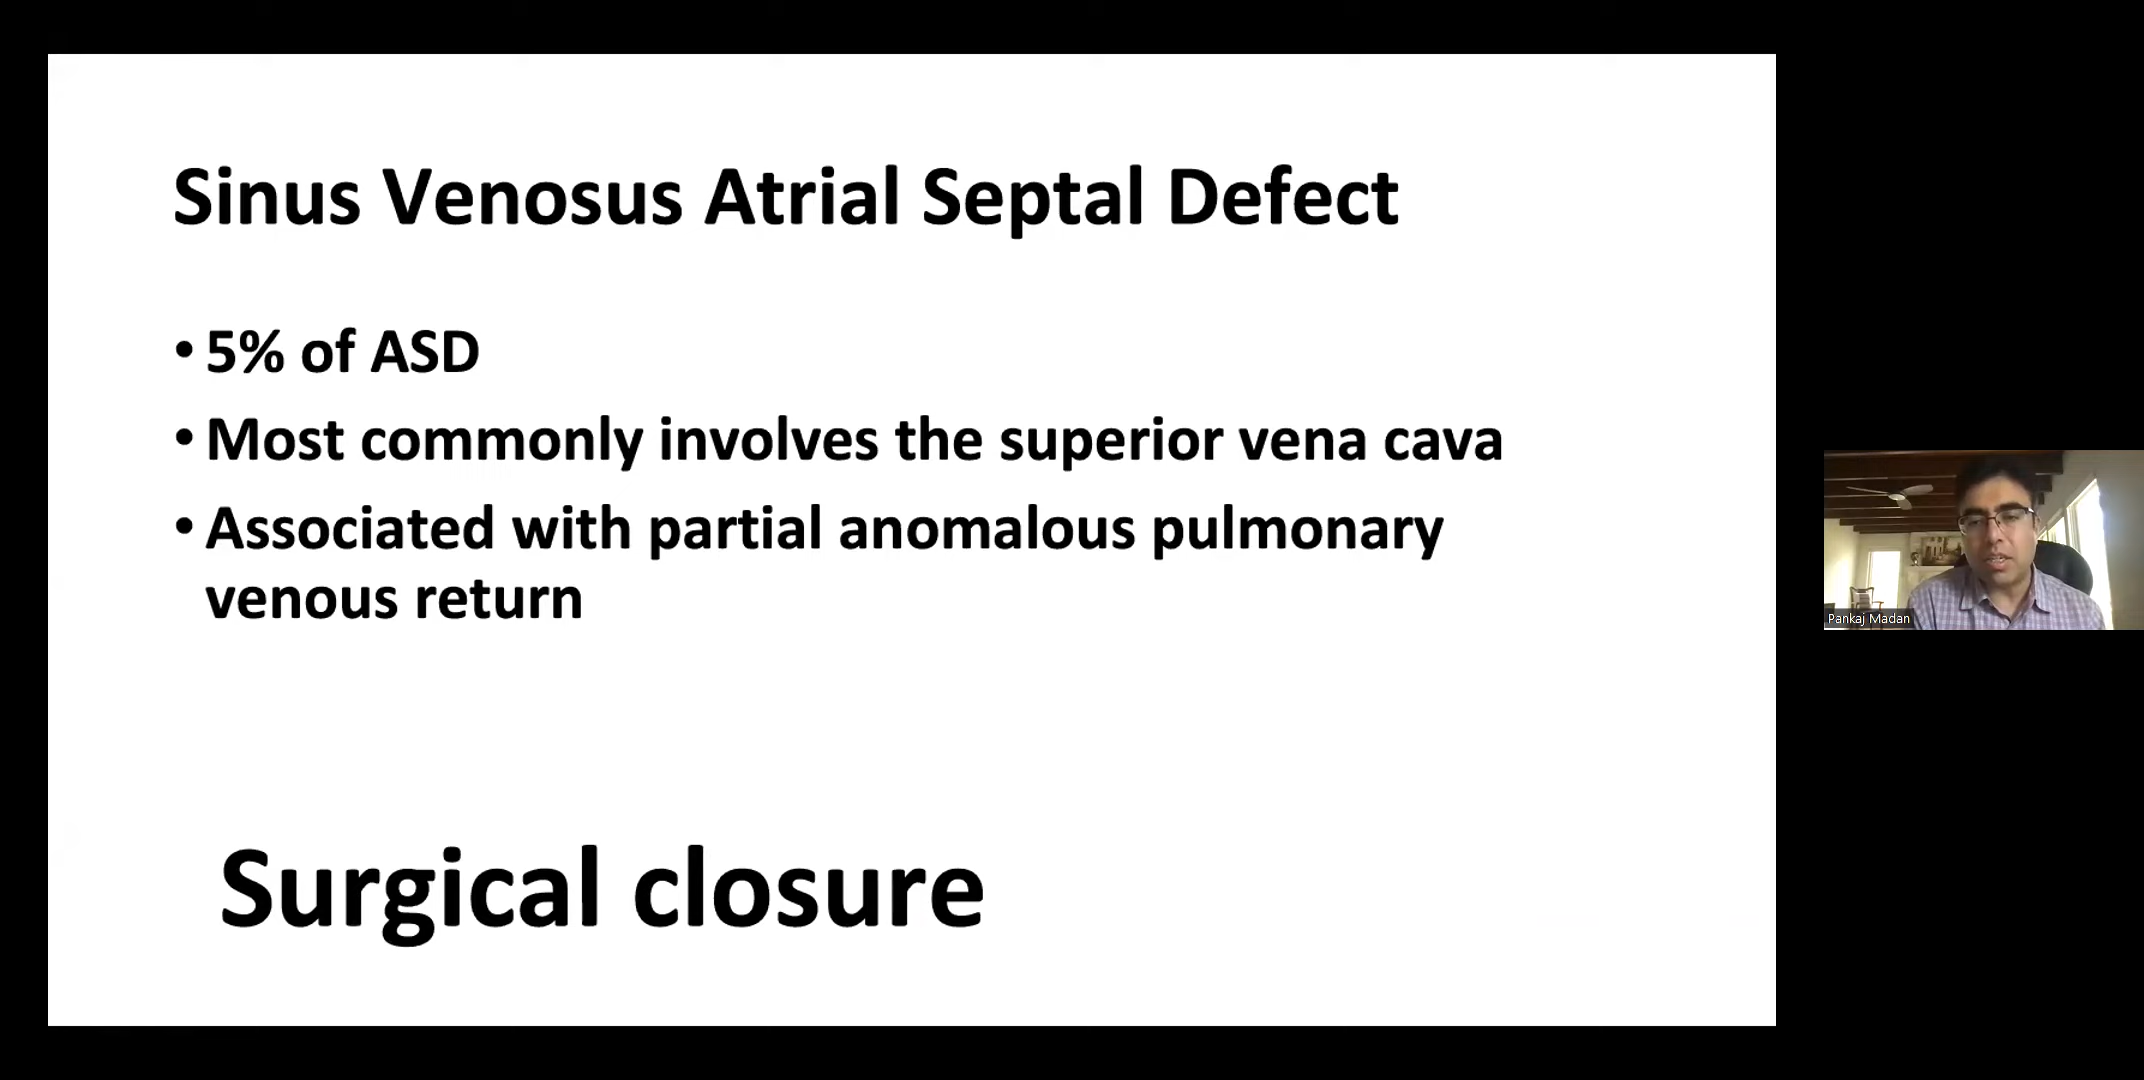 Sinus Venosus Atrial Septal Defect
• 5% of ASD
• Most commonly involves the superior vena cava
• Associated with partial anomalous pulmonary
venous return
Surgical closure
Pankaj Madan